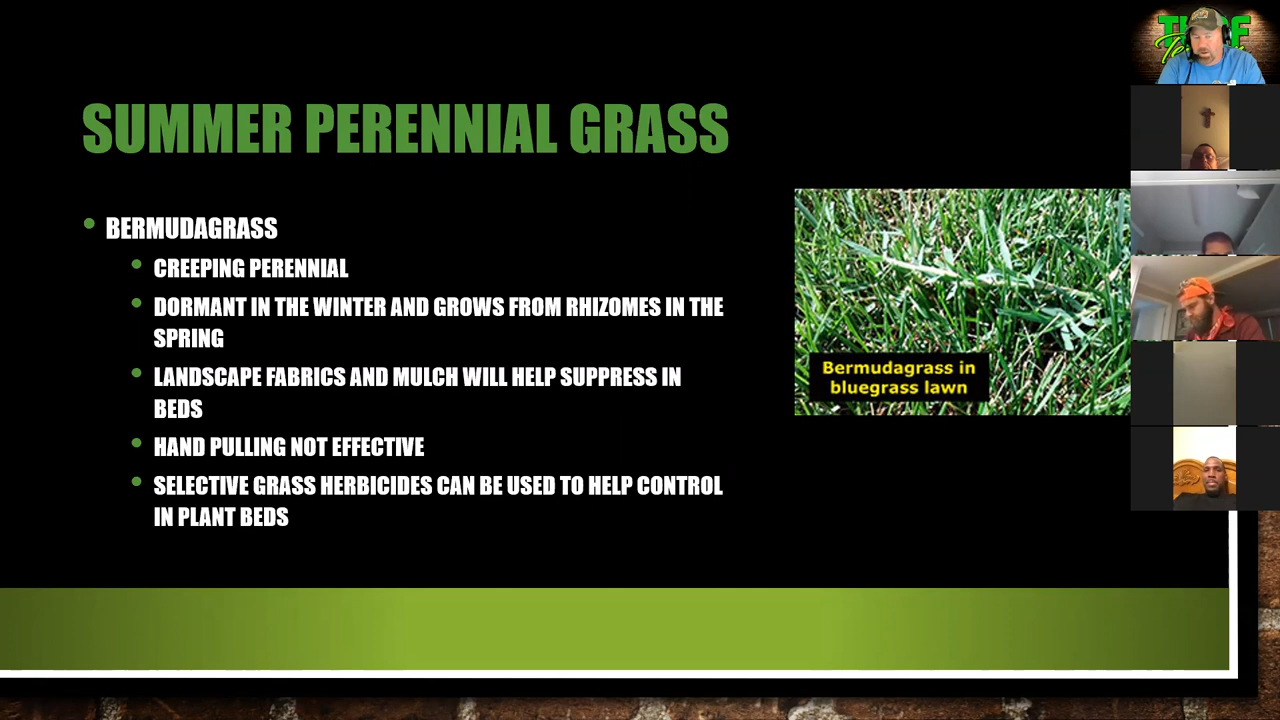 SUMMER PERENNIAL GRASS
BERMUDAGRASS
CREEPING PERENNIAL
DORMANT IN THE WINTER AND GROWS FROM RHIZOMES IN THE
SPRING
LANDSCAPE FABRICS AND MULCH WILL HELP SUPPRESS IN
BEDS
HAND PULLING NOT EFFECTIVE
SELECTIVE GRASS HERBICIDES CAN BE USED TO HELP CONTROL
IN PLANT BEDS
Bermudagrass in
bluegrass lawn